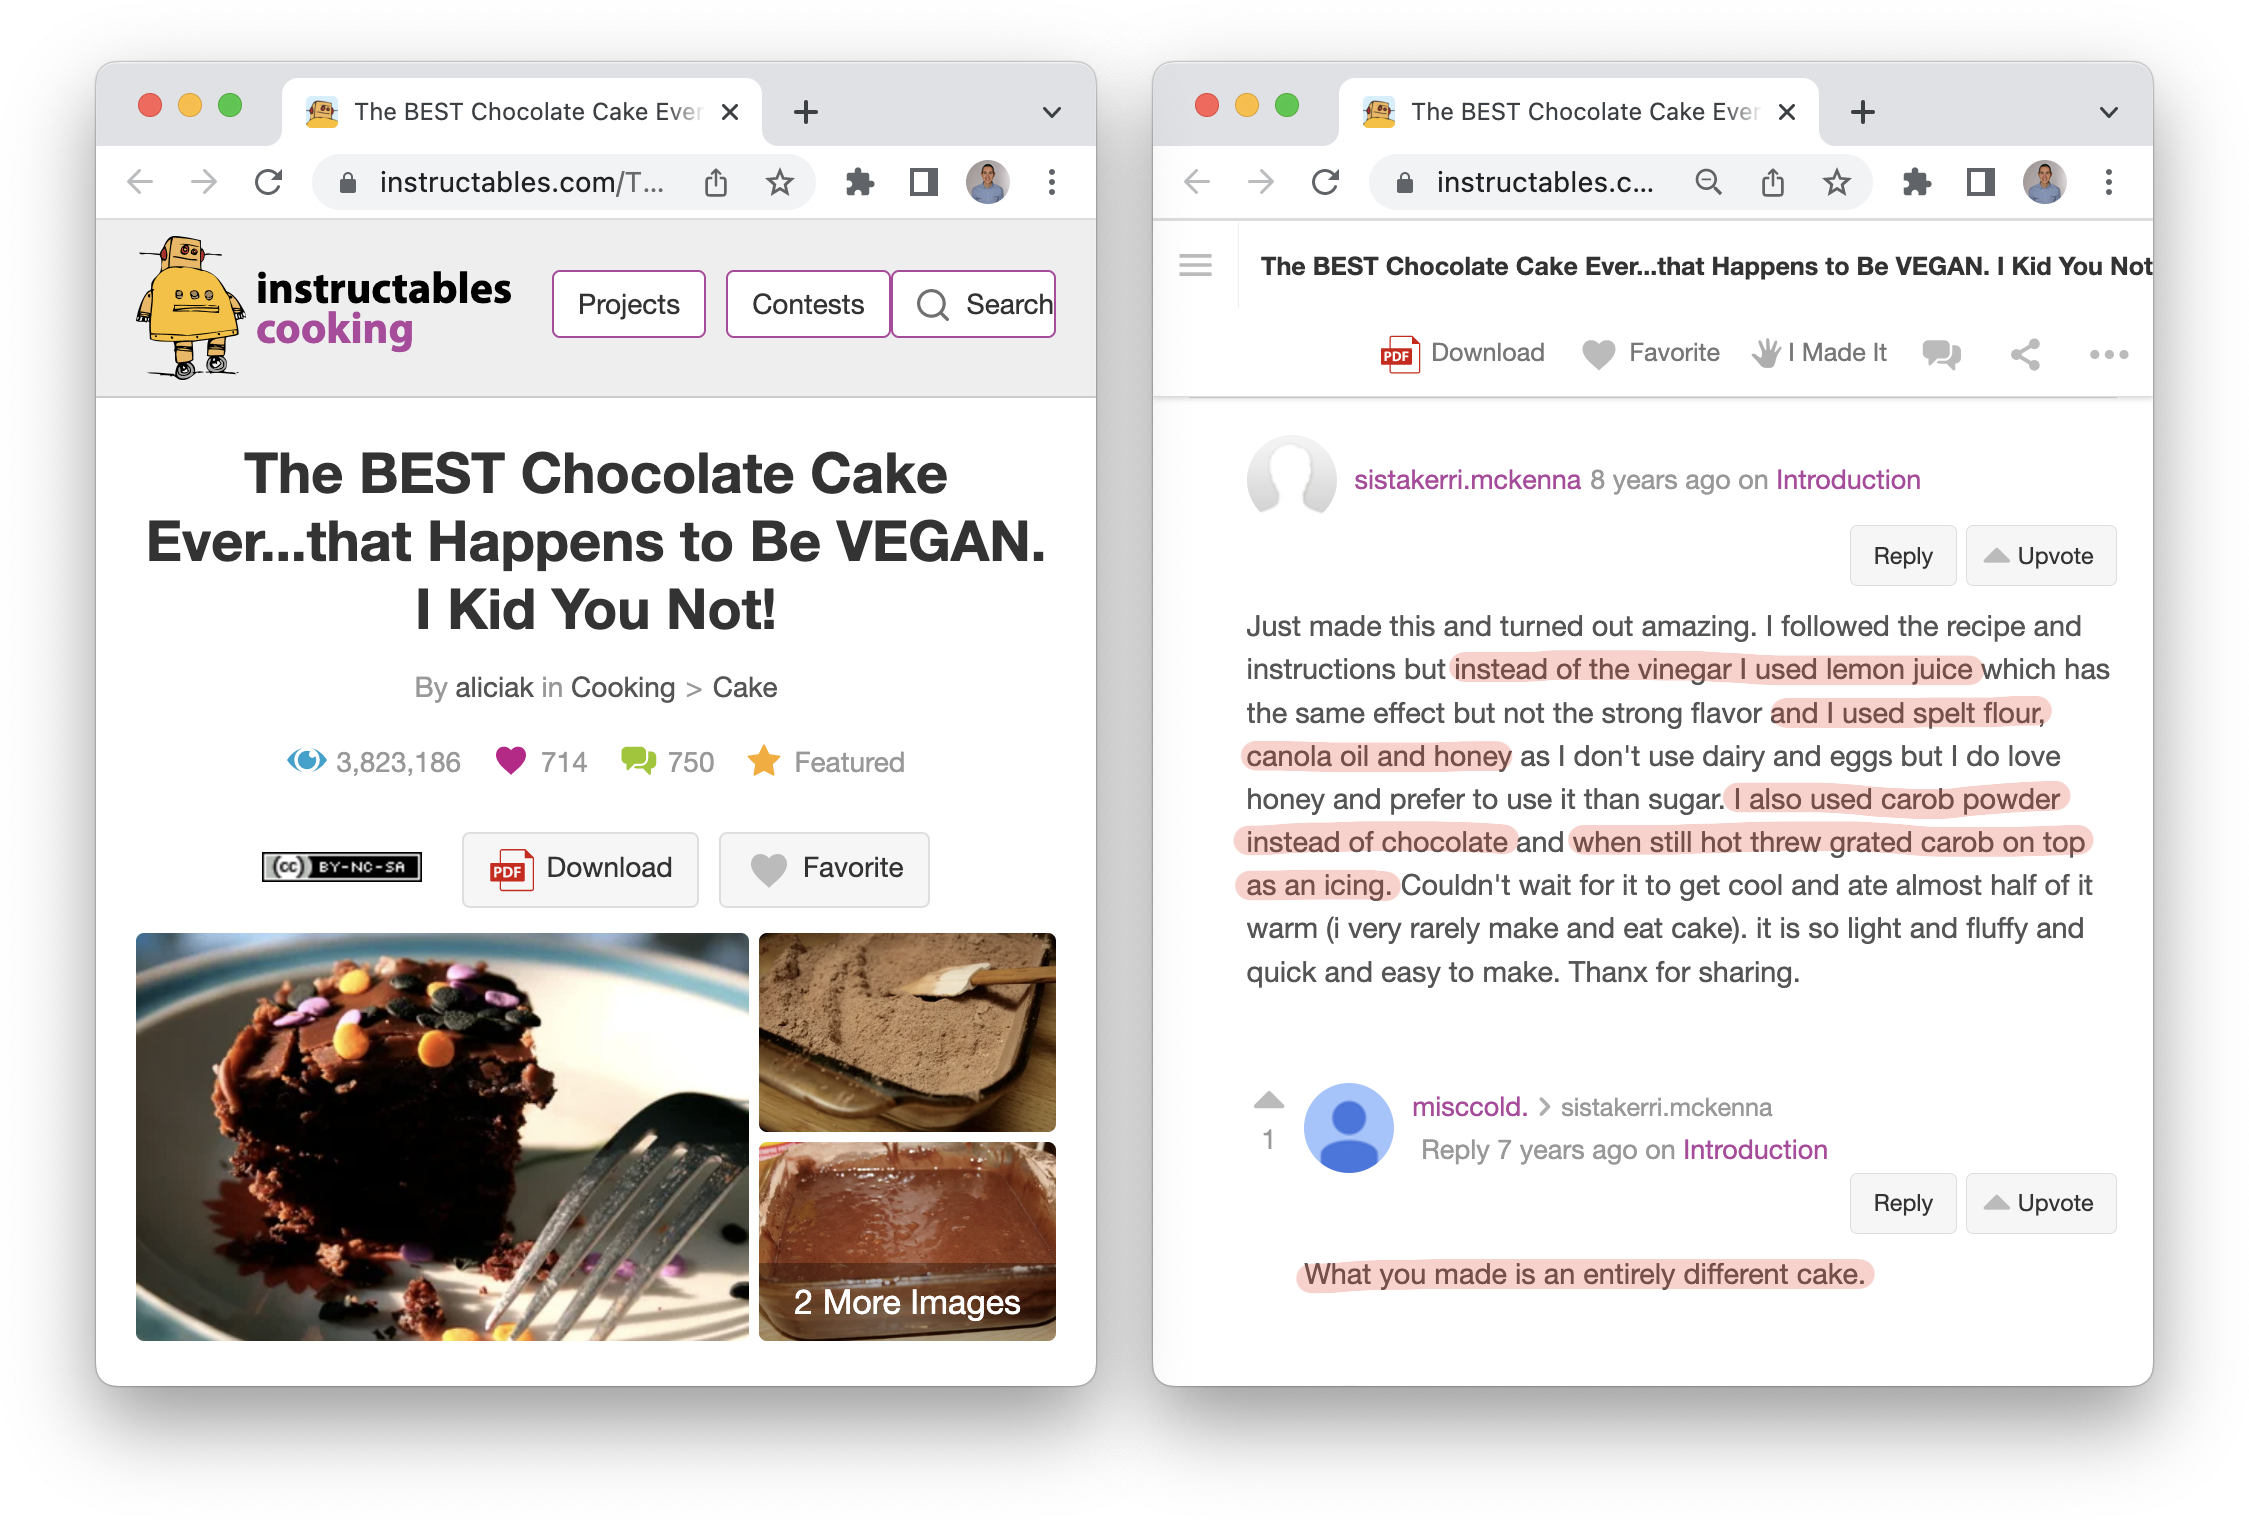 The BEST Chocolate Cake Ever
instructables.com/T...
instructables
cooking
Projects
Contests
Search
The BEST Chocolate Cake
Ever...that Happens to Be VEGAN.
I Kid You Not!
By aliciak in Cooking > Cake
3,823,186 714 750 Featured
(cc) BY-NC-SA
PDF Download
Favorite
2 More Images
The BEST Chocolate Cake Ever
instructables.c...
The BEST Chocolate Cake Ever...that Happens to Be VEGAN. I Kid You Not
PDF Download Favorite I Made It
sistakerri.mckenna 8 years ago on Introduction
Reply Upvote
Just made this and turned out amazing. I followed the recipe and
instructions but instead of the vinegar I used lemon juice which has
the same effect but not the strong flavor and I used spelt flour,
canola oil and honey as I don't use dairy and eggs but I do love
honey and prefer to use it than sugar. I also used carob powder
instead of chocolate and when still hot threw grated carob on top
as an icing. Couldn't wait for it to get cool and ate almost half of it
warm (i very rarely make and eat cake). it is so light and fluffy and
quick and easy to make. Thanx for sharing.
1
misccold. > sistakerri.mckenna
Reply 7 years ago on Introduction
Reply Upvote
What you made is an entirely different cake.